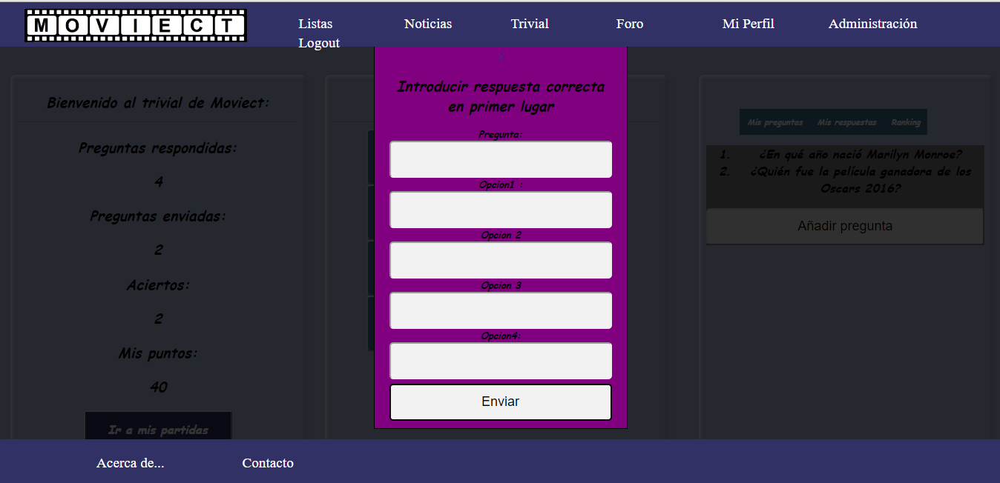 MOVIECT
Listas
Noticias
Trivial
Foro
Mi Perfil
Administración
Logout
Bienvenido al trivial de Moviect:
Preguntas respondidas:
4
Preguntas enviadas:
2
Aciertos:
2
Mis puntos:
40
Ir a mis partidas
X
Introducir respuesta correcta
en primer lugar
Pregunta:
Opcion1 :
Opcion 2
Opcion 3
Opcion4:
Enviar
Mis preguntas
Mis respuestas
Ranking
1. ¿En qué año nació Marilyn Monroe?
2. ¿Quién fue la película ganadora de los
Oscars 2016?
Añadir pregunta
Acerca de...
Contacto